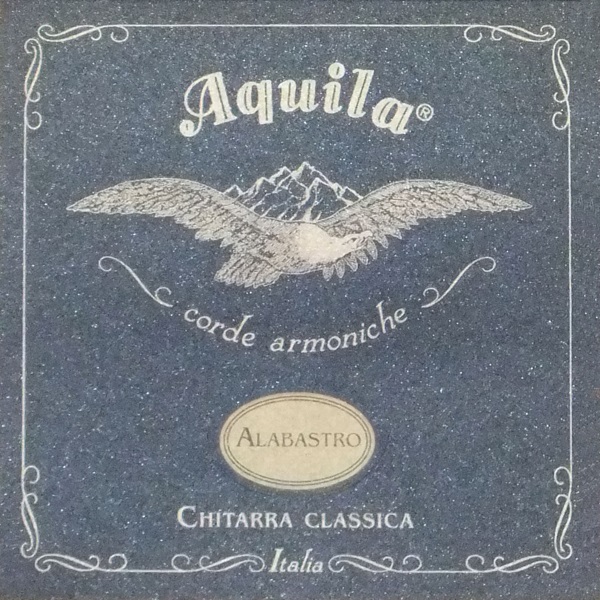 Aquila®
corde armoniche
ALABASTRO
CHITARRA CLASSICA
Italia